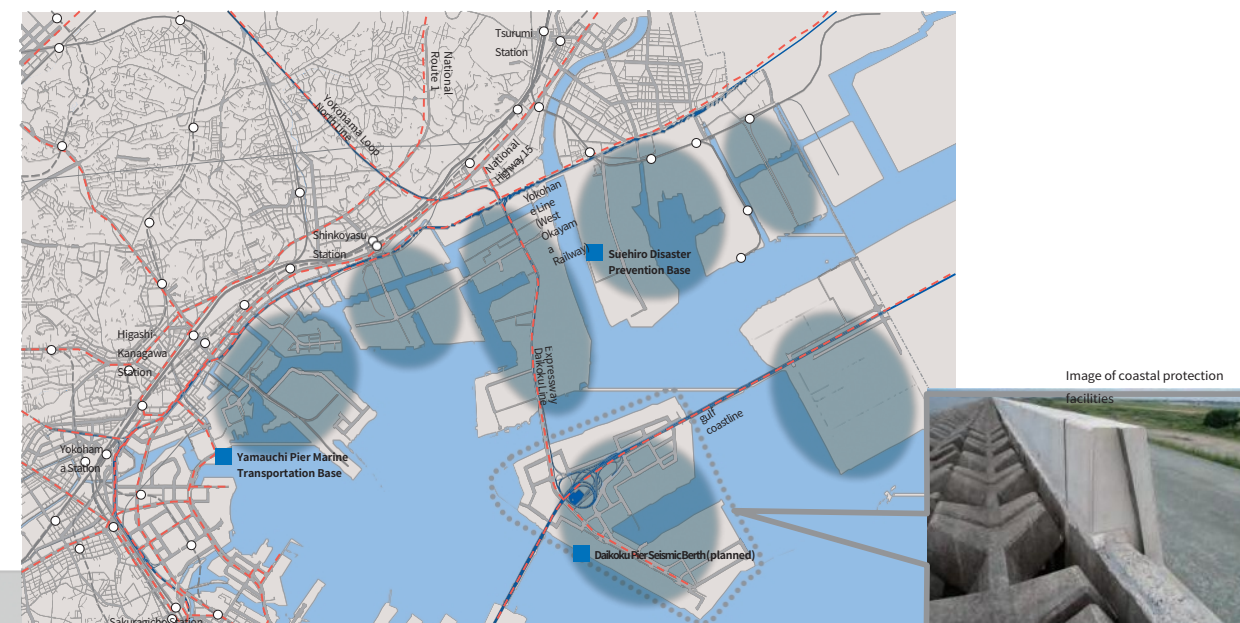 Tsurumi
Station
National
Route 1
Yokohama Loop
North Line
National
Highway 15
Yokohan
e Line
(West
Okayam
a
Railway)
Shinkoyasu
Station
Suehiro Disaster
Prevention Base
Higashi-
Kanagawa
Station
Expressway
Daikoku Line
gulf
coastline
Image of coastal protection
facilities
Yokoham
a Station
Yamauchi Pier Marine
Transportation Base
Daikoku Pier Seismic Berth (planned)
Sakuragicho Station